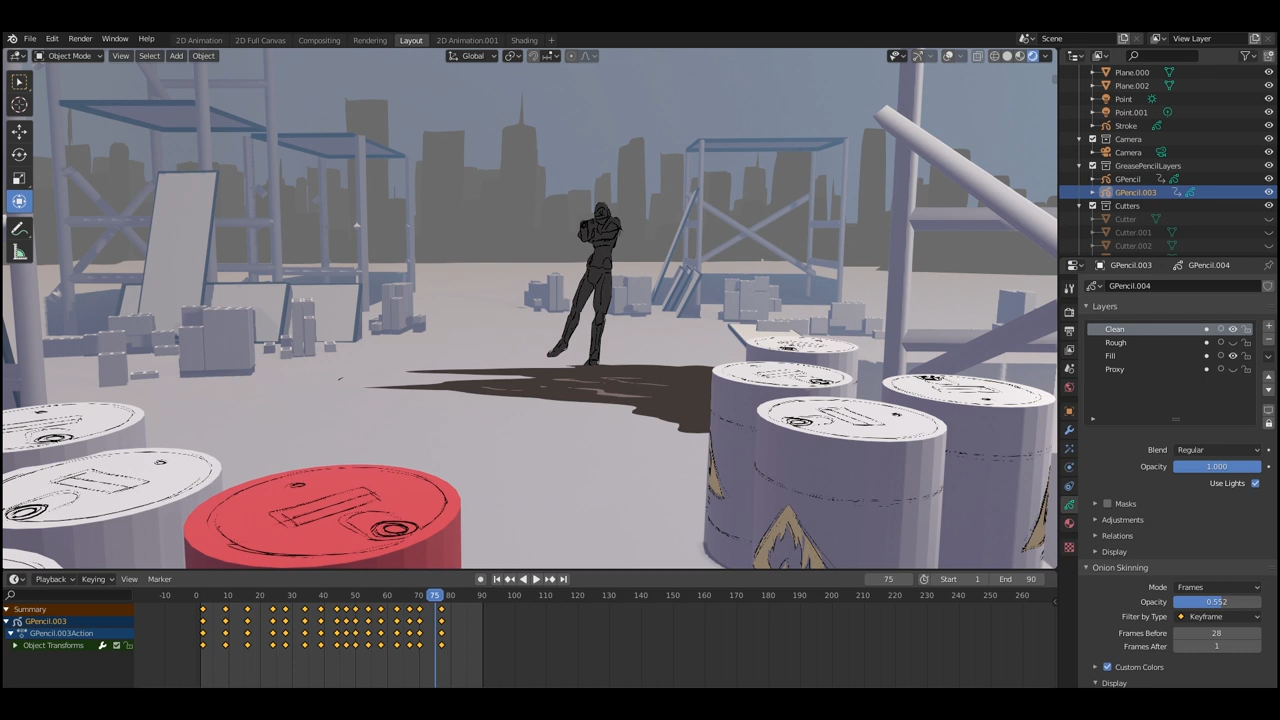 File Edit Render Window Help 2D Animation 2D Full Canvas Compositing Rendering Layout 2D Animation.001 Shading + Scene View Layer
Object Mode View Select Add Object Global
Plane.000
Plane.002
Point
Point.001
Stroke
Camera
Camera
GreasePencilLayers
GPencil
GPencil.003
Cutters
Cutter
Cutter.001
Cutter.002
GPencil.003 GPencil.004
GPencil.004
Layers
Clean
Rough
Fill
Proxy
Blend Regular
Opacity 1.000
Use Lights
Masks
Adjustments
Relations
Display
Onion Skinning
Mode Frames
Opacity 0.552
Filter by Type Keyframe
Frames Before 28
Frames After 1
Custom Colors
Display
Playback Keying View Marker 75 Start 1 End 90
-10 0 10 20 30 40 50 60 70 75 80 90 100 110 120 130 140 150 160 170 180 190 200 210 220 230 240 250 260
Summary
GPencil.003
GPencil.003Action
Object Transforms